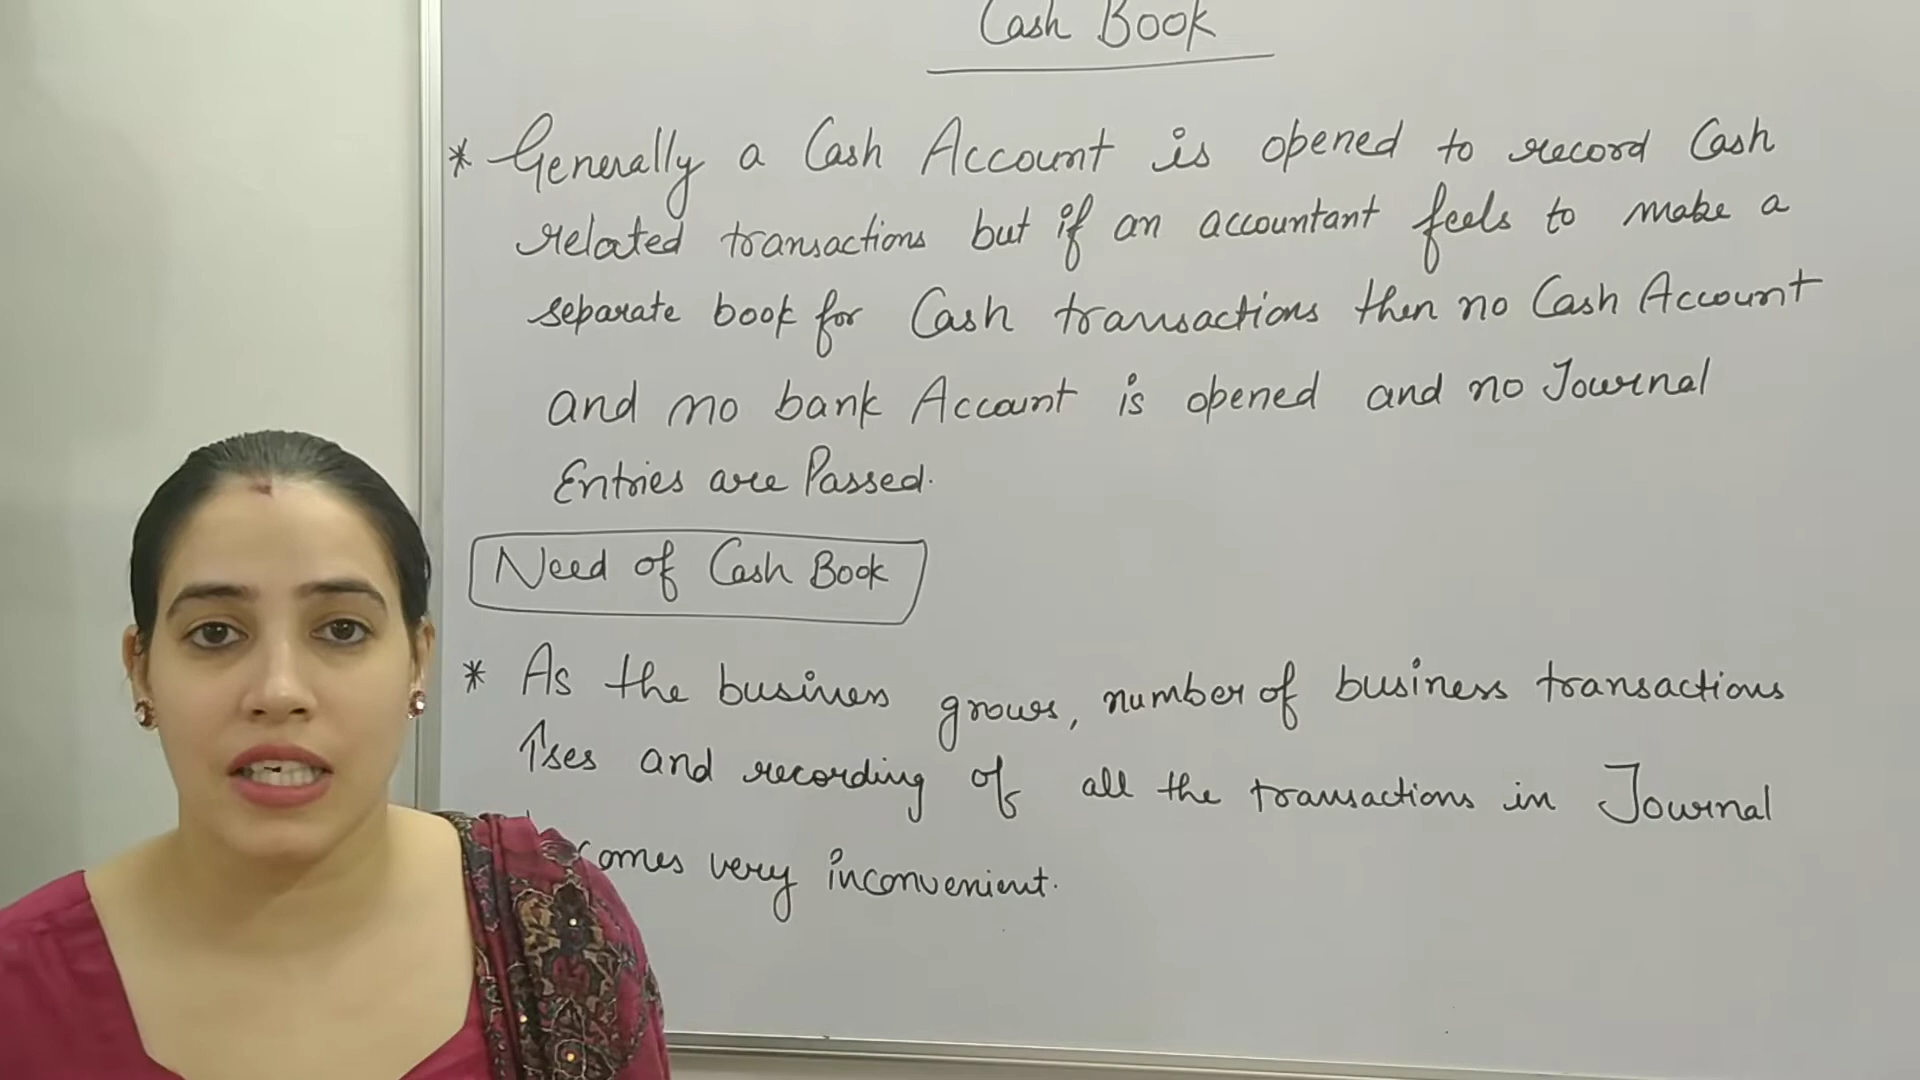 Cash Book
* Generally a Cash Account is opened to record Cash
related transactions but if an accountant feels to make a
separate book for Cash transactions then no Cash Account
and no bank Account is opened and no Journal
Entries are Passed.
Need of Cash Book
* As the business grows, number of business transactions
↑ses and recording of all the transactions in Journal
comes very inconvenient.